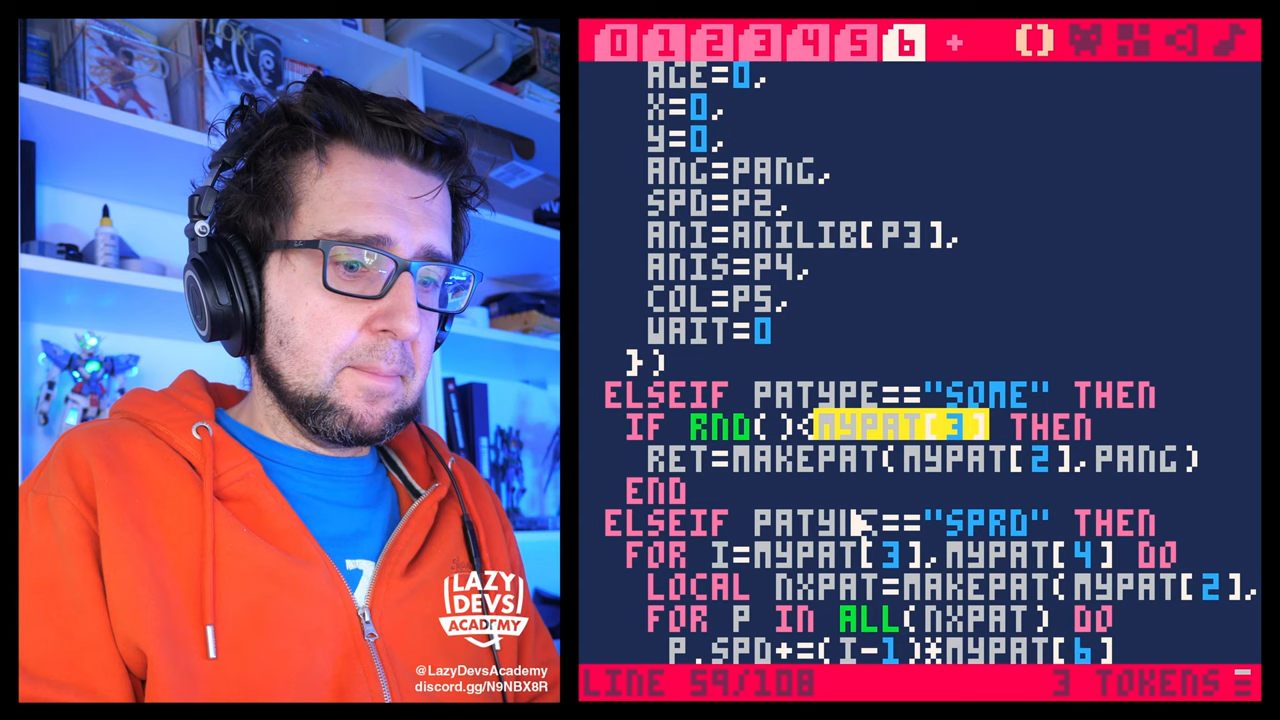 LOKI
LAZY
DEVS
ACADEMY
@LazyDevsAcademy
discord.gg/N9NBX8R
0 1 2 3 4 5 6 + ()
AGE=0,
X=0,
Y=0,
ANG=PANG,
SPD=P2,
ANI=ANILIB[P3],
ANIS=P4,
COL=P5,
WAIT=0
})
ELSEIF PATYPE=="SOME" THEN
IF RND()<MYPAT[3] THEN
RET=MAKEPAT(MYPAT[2],PANG)
END
ELSEIF PATYPE=="SPRD" THEN
FOR I=MYPAT[3],MYPAT[4] DO
LOCAL NXPAT=MAKEPAT(MYPAT[2],
FOR P IN ALL(NXPAT) DO
P.SPD+=(I-1)*MYPAT[6]
LINE 59/108
3 TOKENS